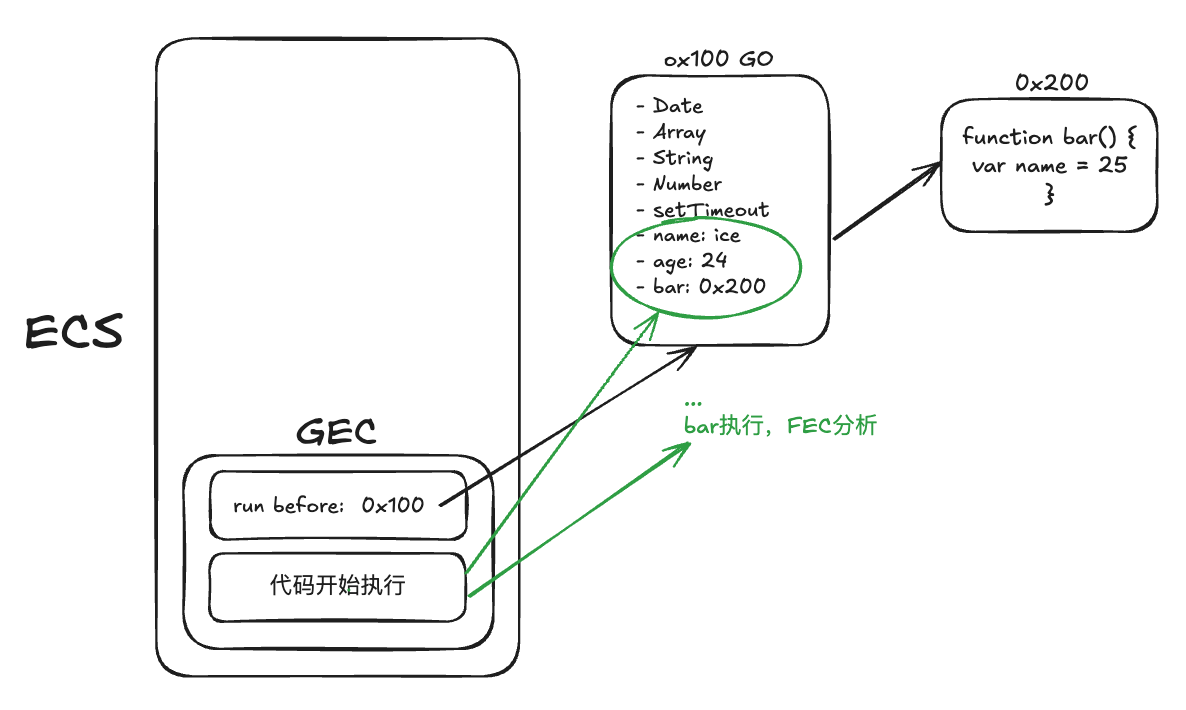 ECS
GEC
run before: 0x100
代码开始执行
0x100 GO
- Date
- Array
- String
- Number
- setTimeout
- name: ice
- age: 24
- bar: 0x200
0x200
function bar() {
var name = 25
}
...
bar执行，FEC分析